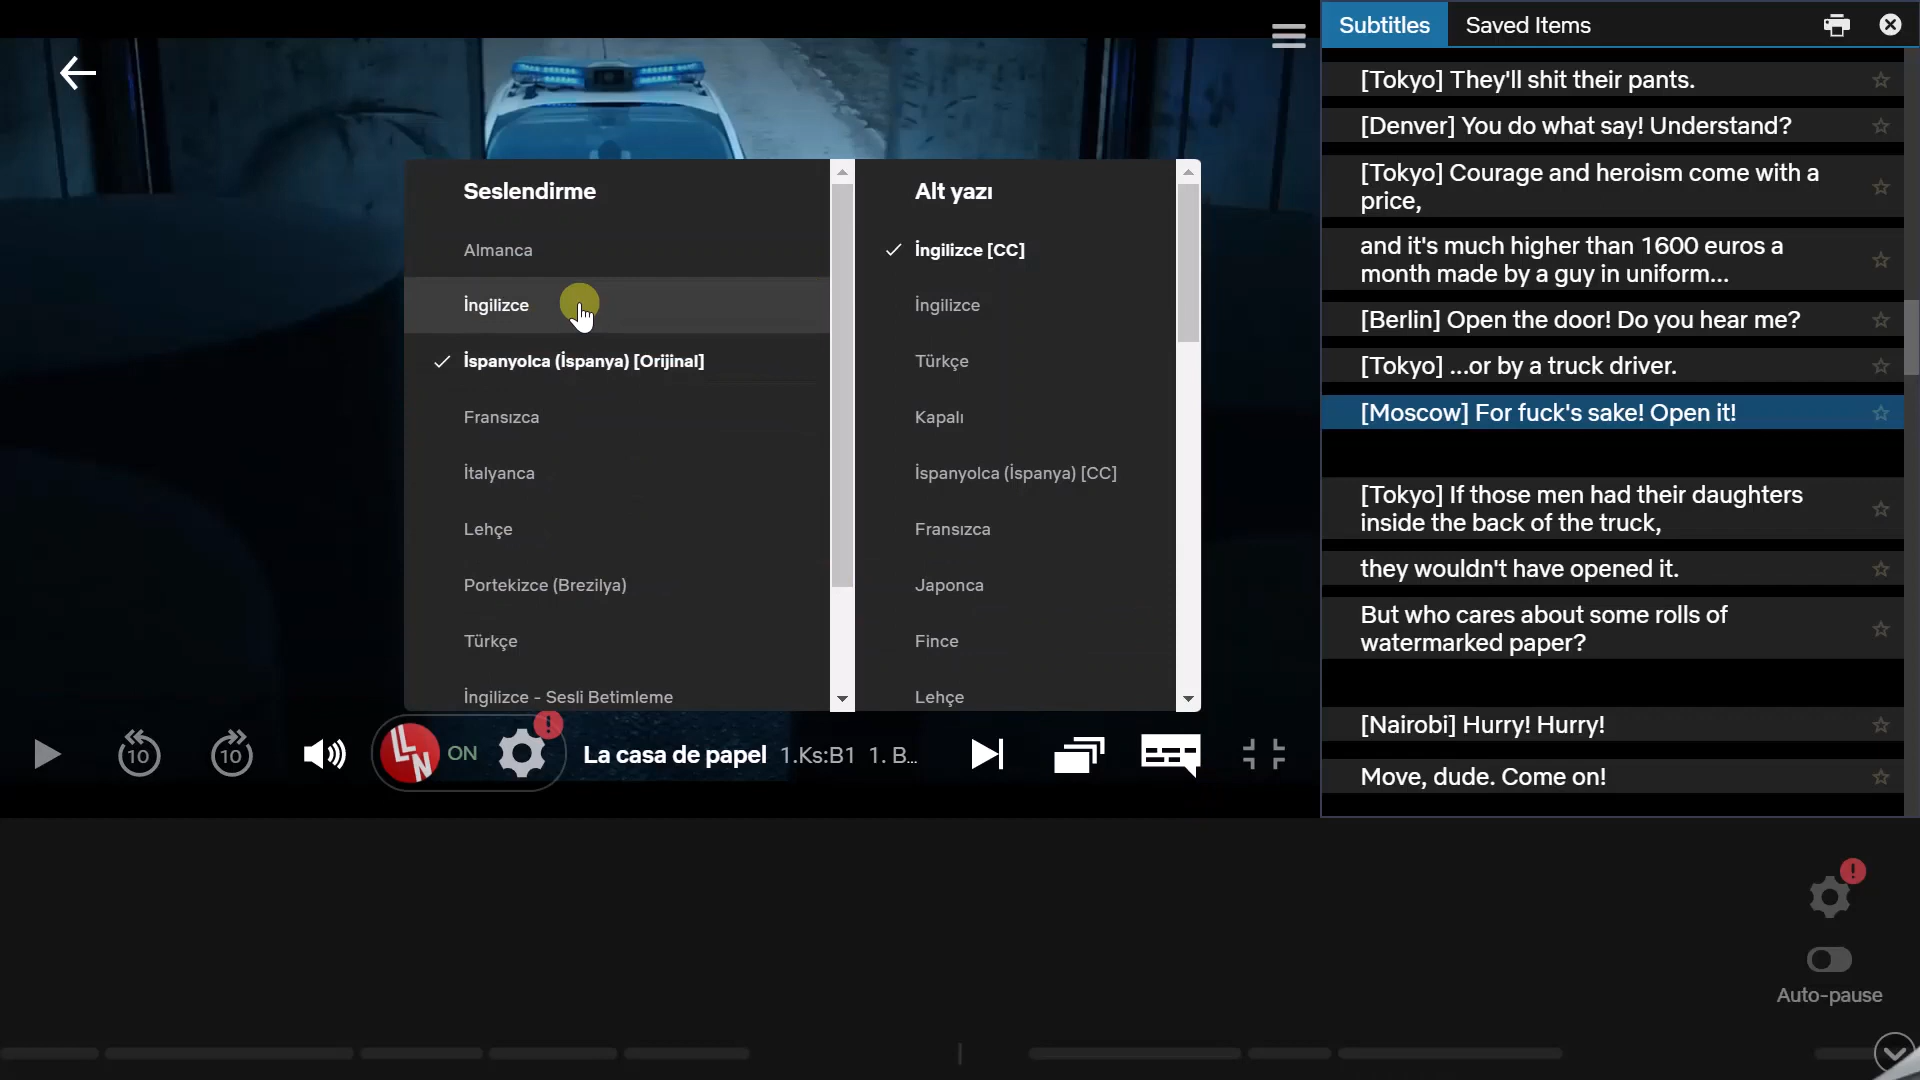 Subtitles
Saved Items
[Tokyo] They'll shit their pants.
[Denver] You do what say! Understand?
[Tokyo] Courage and heroism come with a
price,
and it's much higher than 1600 euros a
month made by a guy in uniform...
[Berlin] Open the door! Do you hear me?
[Tokyo] ...or by a truck driver.
[Moscow] For fuck's sake! Open it!
[Tokyo] If those men had their daughters
inside the back of the truck,
they wouldn't have opened it.
But who cares about some rolls of
watermarked paper?
[Nairobi] Hurry! Hurry!
Move, dude. Come on!
Seslendirme
Almanca
İngilizce
İspanyolca (İspanya) [Orijinal]
Fransızca
İtalyanca
Lehçe
Portekizce (Brezilya)
Türkçe
İngilizce - Sesli Betimleme
Alt yazı
İngilizce [CC]
İngilizce
Türkçe
Kapalı
İspanyolca (İspanya) [CC]
Fransızca
Japonca
Fince
Lehçe
10
10
LLN
ON
!
La casa de papel 1.Ks:B1 1. B...
!
Auto-pause